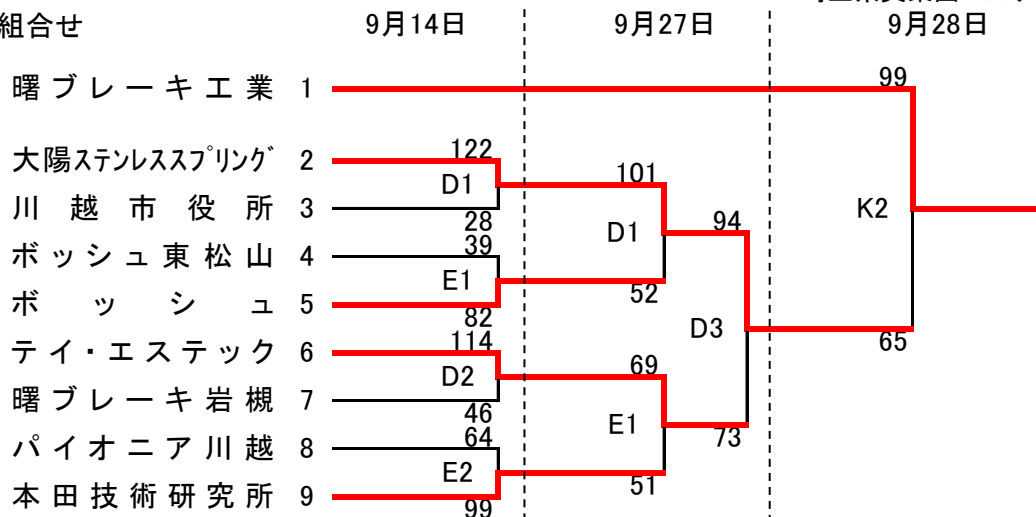 組合せ 9月14日 9月27日 9月28日
99
曙ブレーキ工業 1
大陽ステンレススプリング 2 122
D1 101
川越市役所 3 K2
28 94
ボッシュ東松山 4 39 D1
E1
ボッシュ 5 52
82 D3
テイ・エステック 6 114 65
D2 69
曙ブレーキ岩槻 7
46 E1
パイオニア川越 8 64 73
E2
本田技術研究所 9 51
99